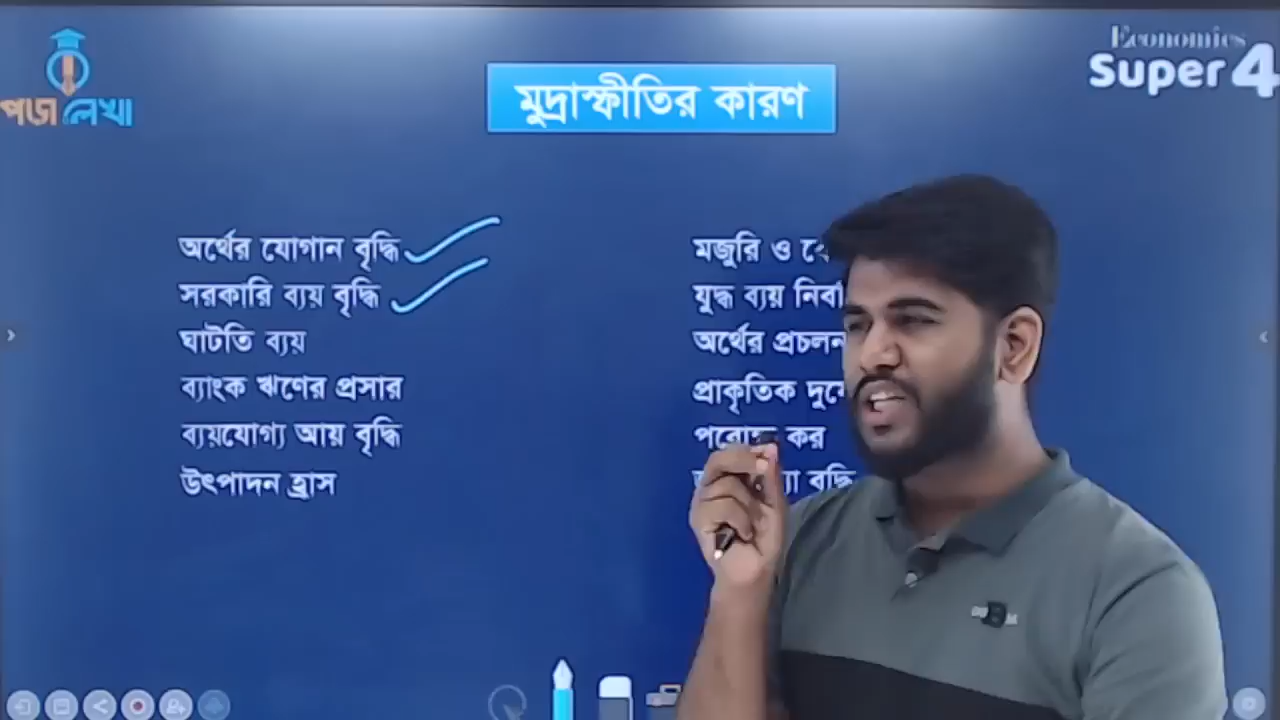 পড়ালেখা
Economics
Super 4
মুদ্রাস্ফীতির কারণ
অর্থের যোগান বৃদ্ধি
সরকারি ব্যয় বৃদ্ধি
ঘাটতি ব্যয়
ব্যাংক ঋণের প্রসার
ব্যয়যোগ্য আয় বৃদ্ধি
উৎপাদন হ্রাস
মজুরি ও
যুদ্ধ ব্যয়
অর্থের প্রচলন
প্রাকৃতিক
পরোক্ষ কর
বৃদ্ধি